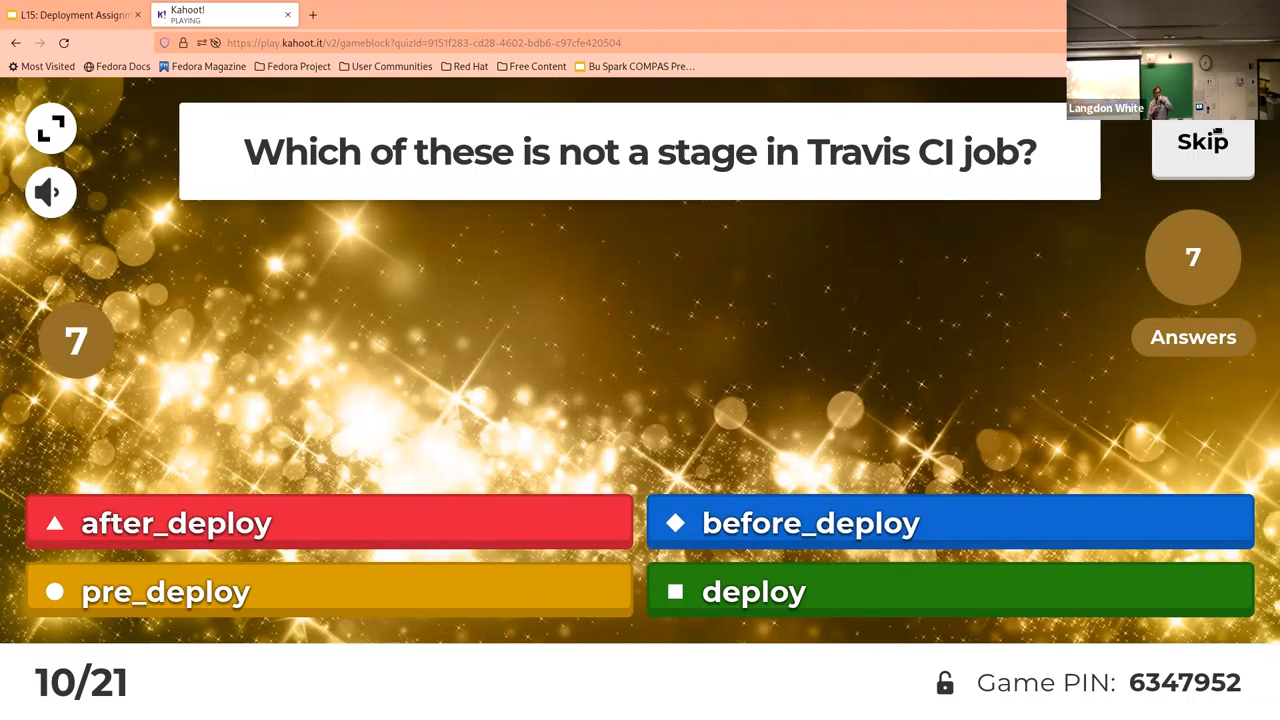 L15: Deployment Assignm
Kahoot!
PLAYING
https://play.kahoot.it/v2/gameblock?quizId=9151f283-cd28-4602-bdb6-c97cfe420504
Most Visited
Fedora Docs
Fedora Magazine
Fedora Project
User Communities
Red Hat
Free Content
Bu Spark COMPAS Pre...
Langdon White
Which of these is not a stage in Travis CI job?
Skip
7
7
Answers
after_deploy
before_deploy
pre_deploy
deploy
10/21
Game PIN: 6347952